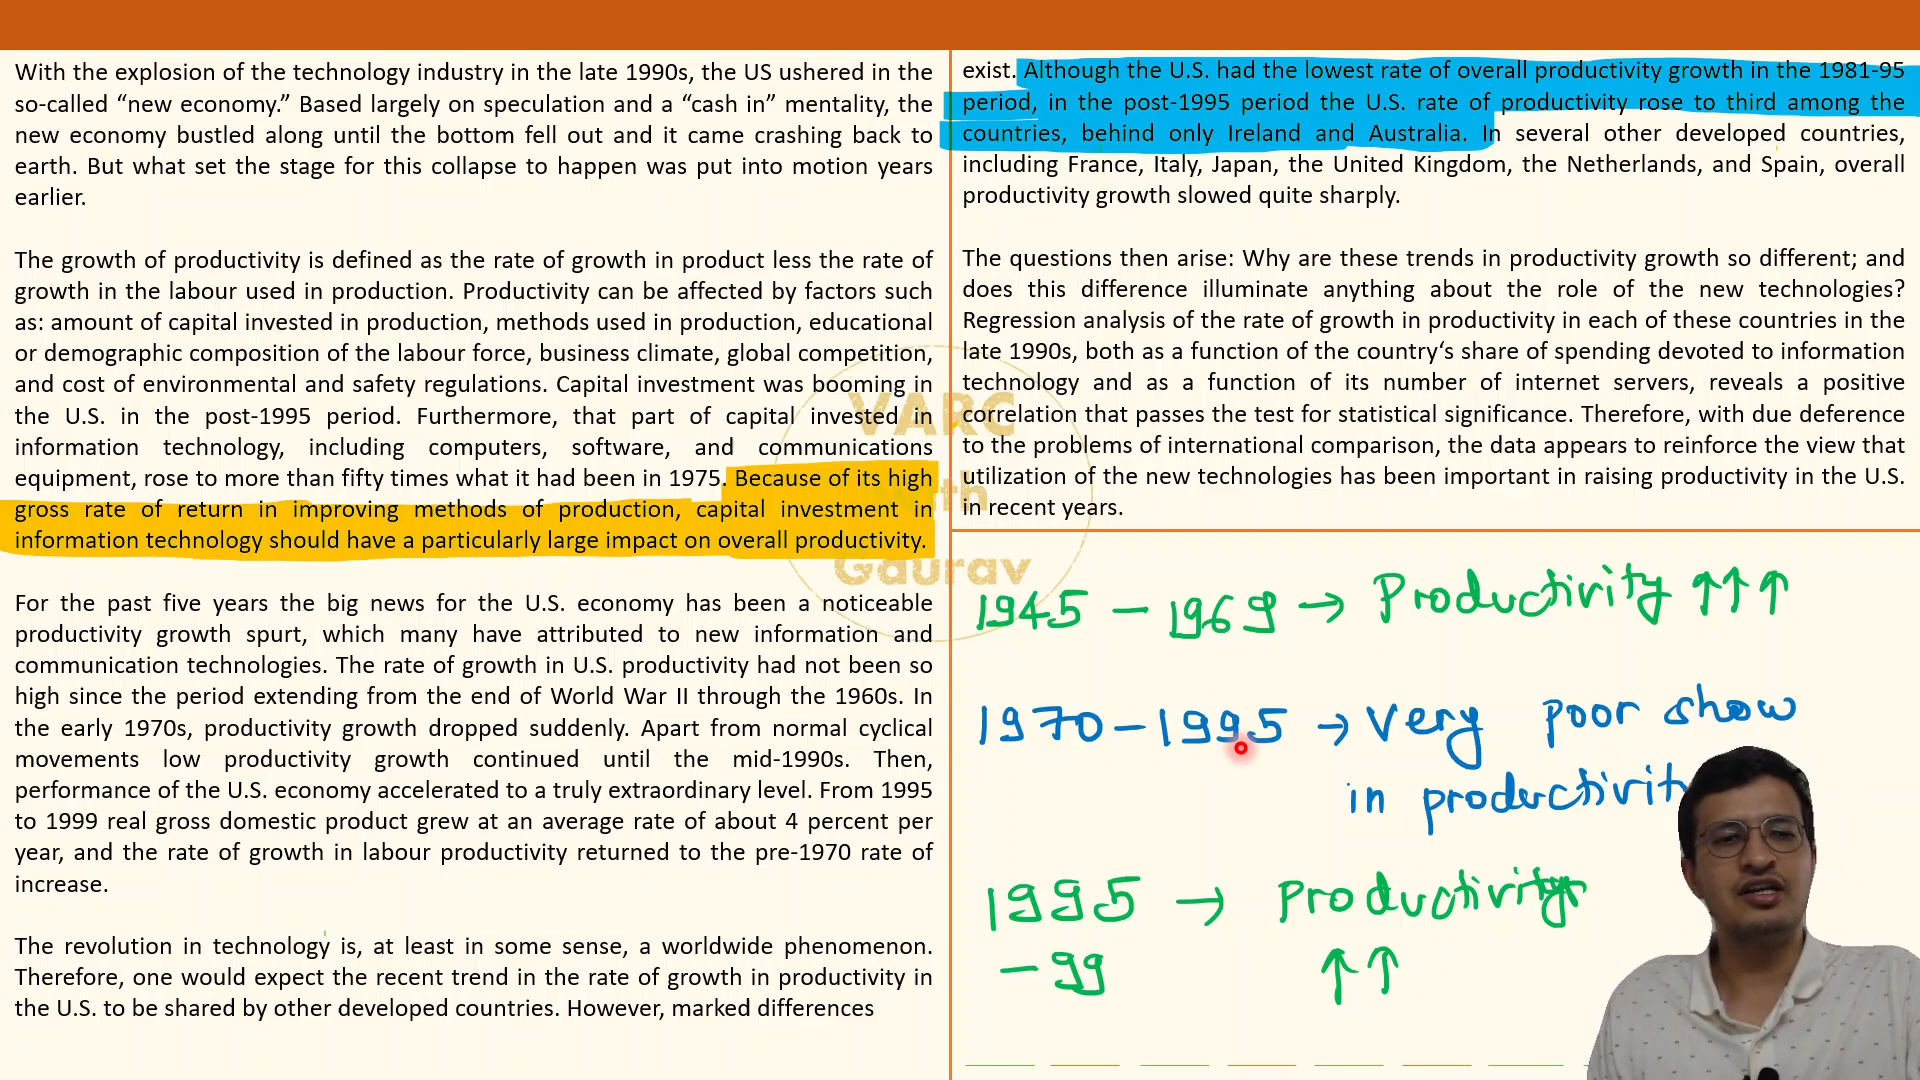 With the explosion of the technology industry in the late 1990s, the US ushered in the
so-called “new economy.” Based largely on speculation and a “cash in” mentality, the
new economy bustled along until the bottom fell out and it came crashing back to
earth. But what set the stage for this collapse to happen was put into motion years
earlier.
The growth of productivity is defined as the rate of growth in product less the rate of
growth in the labour used in production. Productivity can be affected by factors such
as: amount of capital invested in production, methods used in production, educational
or demographic composition of the labour force, business climate, global competition,
and cost of environmental and safety regulations. Capital investment was booming in
the U.S. in the post-1995 period. Furthermore, that part of capital invested in
information technology, including computers, software, and communications
equipment, rose to more than fifty times what it had been in 1975. Because of its high
gross rate of return in improving methods of production, capital investment in
information technology should have a particularly large impact on overall productivity.
For the past five years the big news for the U.S. economy has been a noticeable
productivity growth spurt, which many have attributed to new information and
communication technologies. The rate of growth in U.S. productivity had not been so
high since the period extending from the end of World War II through the 1960s. In
the early 1970s, productivity growth dropped suddenly. Apart from normal cyclical
movements low productivity growth continued until the mid-1990s. Then,
performance of the U.S. economy accelerated to a truly extraordinary level. From 1995
to 1999 real gross domestic product grew at an average rate of about 4 percent per
year, and the rate of growth in labour productivity returned to the pre-1970 rate of
increase.
The revolution in technology is, at least in some sense, a worldwide phenomenon.
Therefore, one would expect the recent trend in the rate of growth in productivity in
the U.S. to be shared by other developed countries. However, marked differences
exist. Although the U.S. had the lowest rate of overall productivity growth in the 1981-95
period, in the post-1995 period the U.S. rate of productivity rose to third among the
countries, behind only Ireland and Australia. In several other developed countries,
including France, Italy, Japan, the United Kingdom, the Netherlands, and Spain, overall
productivity growth slowed quite sharply.
The questions then arise: Why are these trends in productivity growth so different; and
does this difference illuminate anything about the role of the new technologies?
Regression analysis of the rate of growth in productivity in each of these countries in the
late 1990s, both as a function of the country‘s share of spending devoted to information
technology and as a function of its number of internet servers, reveals a positive
correlation that passes the test for statistical significance. Therefore, with due deference
to the problems of international comparison, the data appears to reinforce the view that
utilization of the new technologies has been important in raising productivity in the U.S.
in recent years.
VARC
with
Gaurav
1945 – 1969 → Productivity ↑↑↑
1970 – 1995 → Very poor show
in productivity
1995 → Productivity
– 99 ↑↑